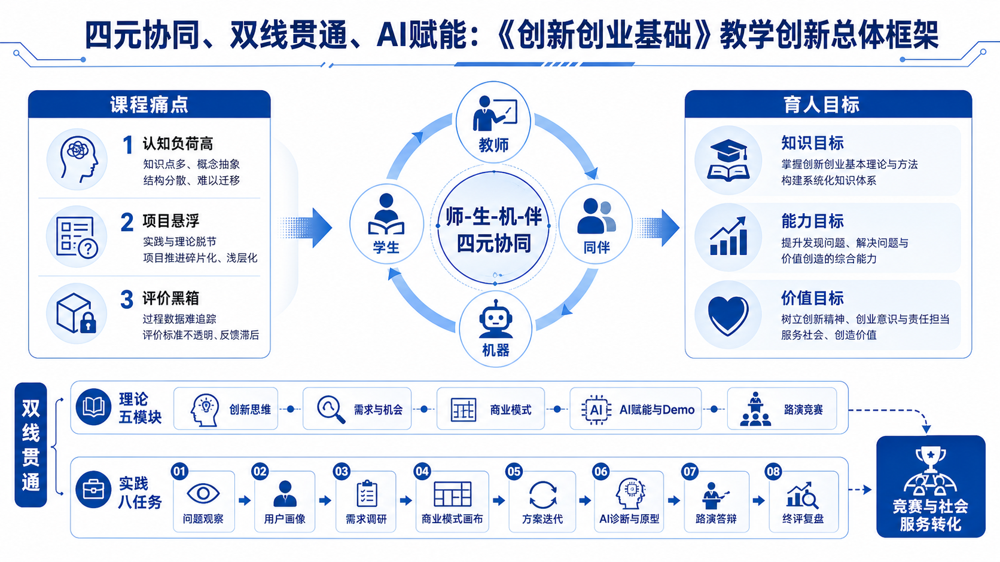 四元协同、双线贯通、AI赋能：《创新创业基础》教学创新总体框架
课程痛点
1 认知负荷高
知识点多、概念抽象
结构分散、难以迁移
2 项目悬浮
实践与理论脱节
项目推进碎片化、浅层化
3 评价黑箱
过程数据难追踪
评价标准不透明、反馈滞后
教师
学生
师-生-机-伴
四元协同
同伴
机器
育人目标
知识目标
掌握创新创业基本理论与方法
构建系统化知识体系
能力目标
提升发现问题、解决问题与
价值创造的综合能力
价值目标
树立创新精神、创业意识与责任担当
服务社会、创造价值
双线贯通
理论
五模块
创新思维
需求与机会
商业模式
AI
AI赋能与Demo
路演竞赛
实践
八任务
01
问题观察
02
用户画像
03
需求调研
04
商业模式画布
05
方案迭代
06
AI诊断与原型
07
路演答辩
08
终评复盘
竞赛与社会
服务转化